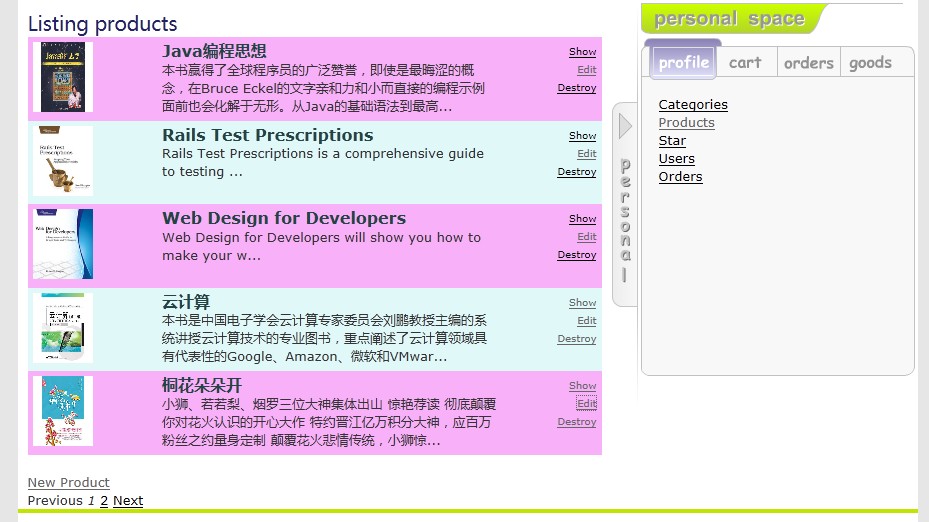 Listing products
Java编程思想
本书赢得了全球程序员的广泛赞誉，即使是最晦涩的概
念，在Bruce Eckel的文字亲和力和小而直接的编程示例
面前也会化解于无形。从Java的基础语法到最高...
Show
Edit
Destroy
Rails Test Prescriptions
Rails Test Prescriptions is a comprehensive guide
to testing ...
Show
Edit
Destroy
Web Design for Developers
Web Design for Developers will show you how to
make your w...
Show
Edit
Destroy
云计算
本书是中国电子学会云计算专家委员会刘鹏教授主编的系
统讲授云计算技术的专业图书，重点阐述了云计算领域具
有代表性的Google、Amazon、微软和VMwar...
Show
Edit
Destroy
桐花朵朵开
小狮、若若梨、烟罗三位大神集体出山 惊艳荐读 彻底颠覆
你对花火认识的开心大作 特约晋江亿万积分大神，应百万
粉丝之约量身定制 颠覆花火悲情传统，小狮惊...
Show
Edit
Destroy
New Product
Previous 1 2 Next
personal
personal space
profile cart orders goods
Categories
Products
Star
Users
Orders